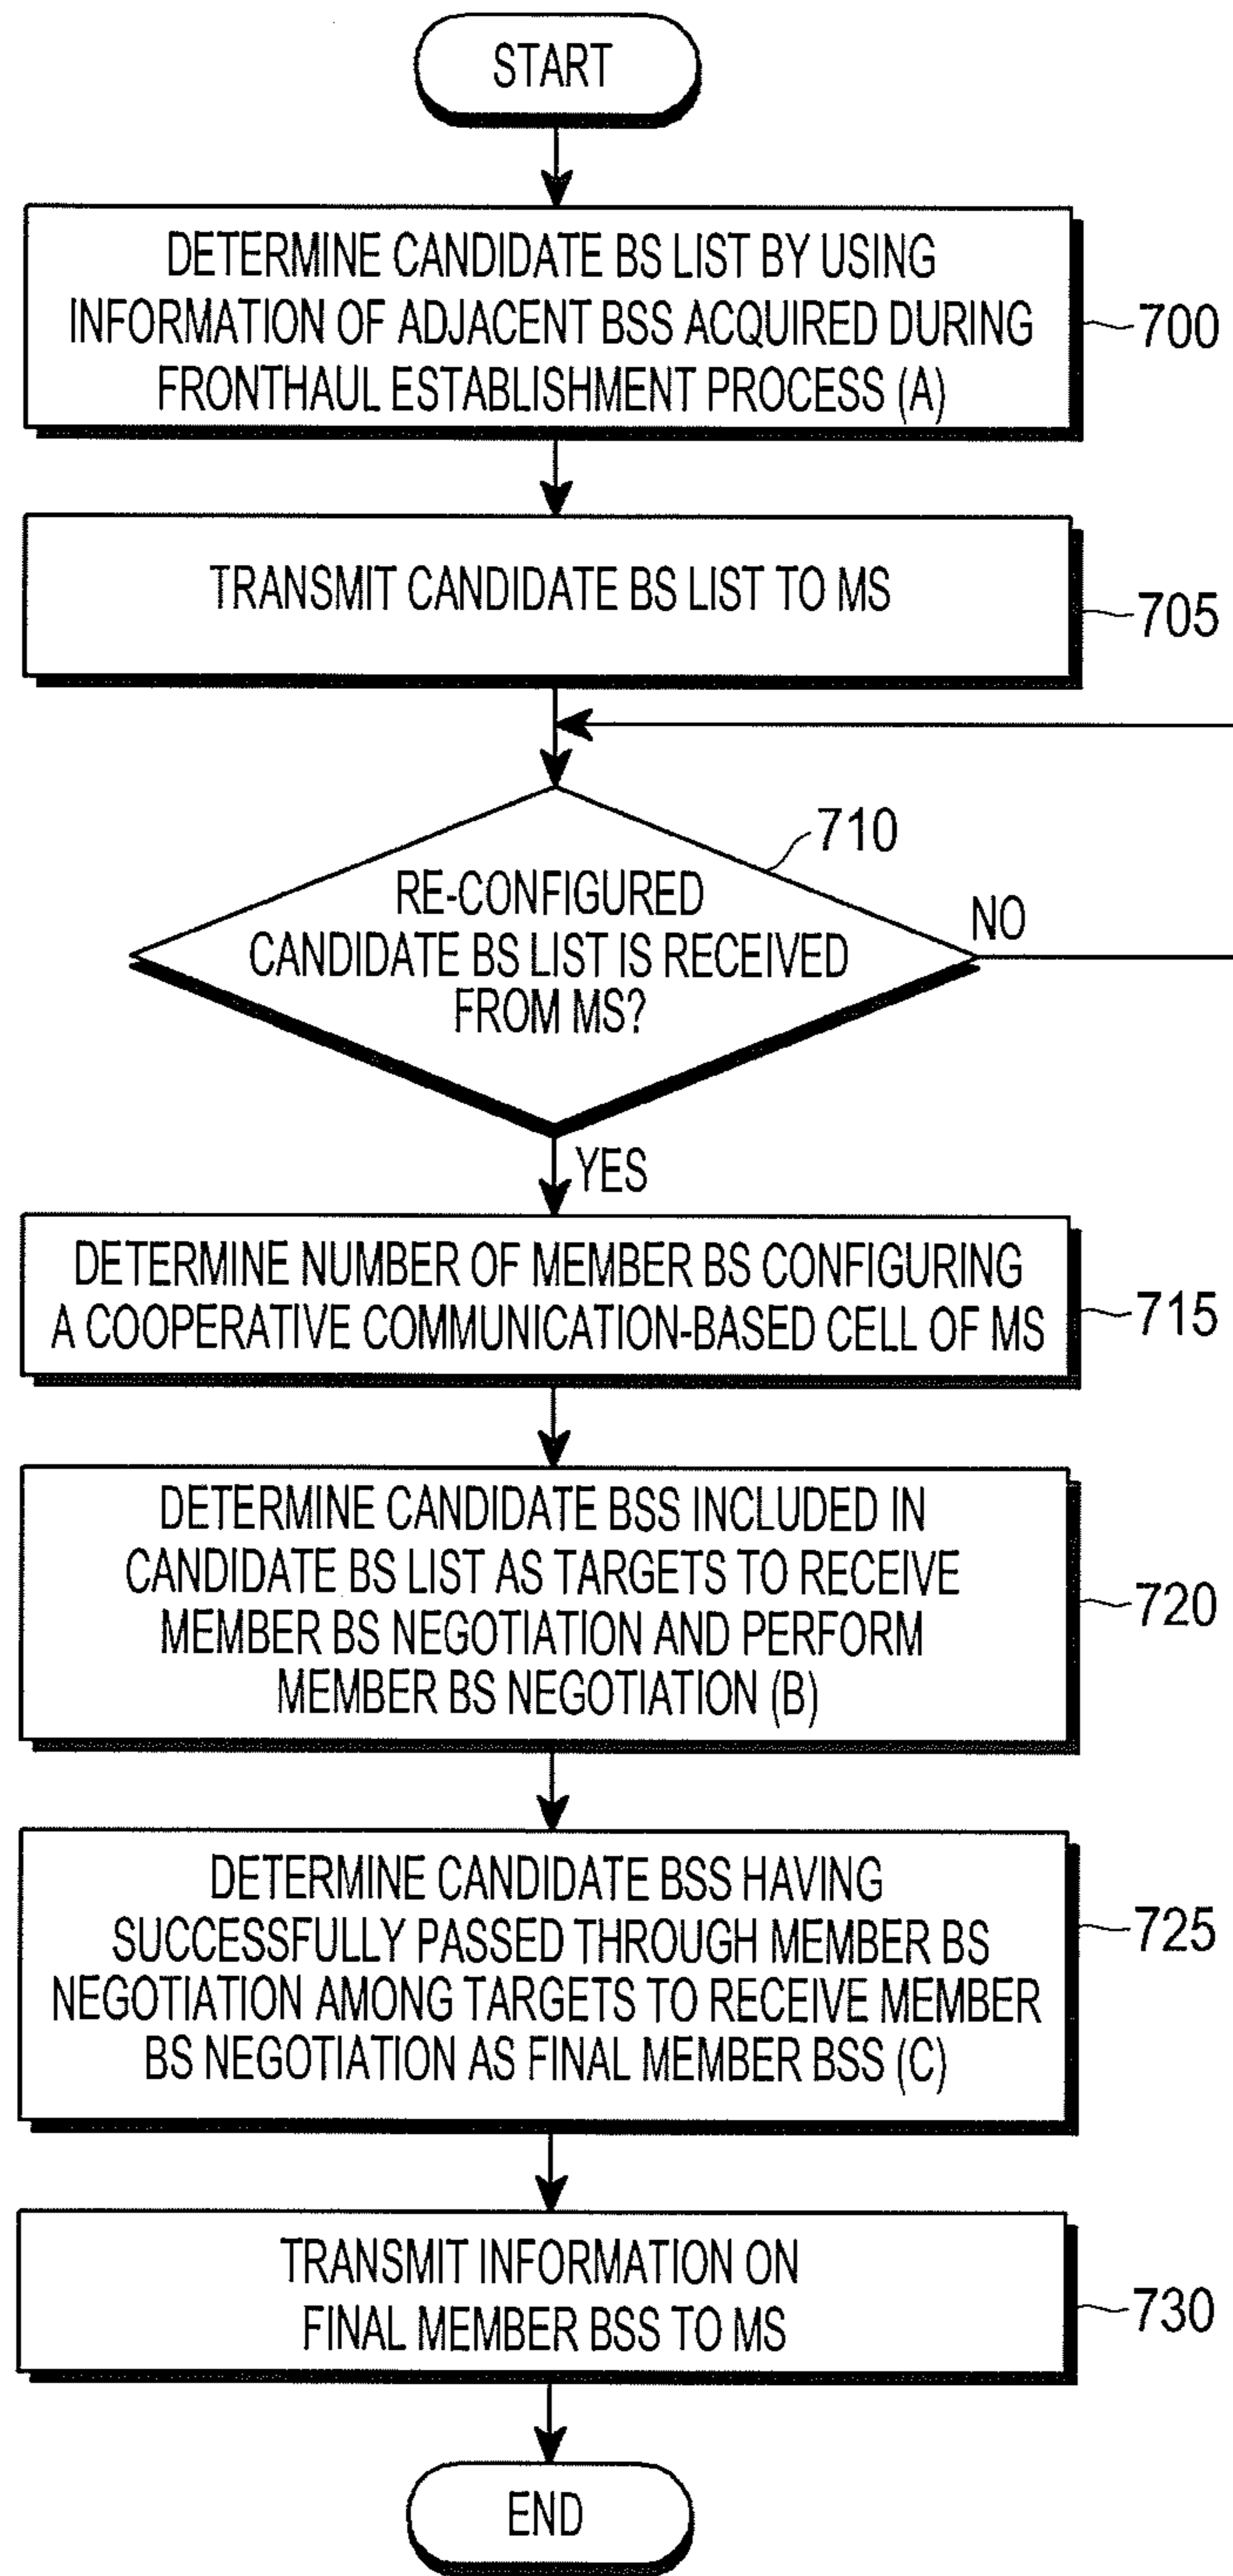 START
DETERMINE CANDIDATE BS LIST BY USING
INFORMATION OF ADJACENT BSS ACQUIRED DURING
FRONTHAUL ESTABLISHMENT PROCESS (A)
700
TRANSMIT CANDIDATE BS LIST TO MS
705
710
RE-CONFIGURED
CANDIDATE BS LIST IS RECEIVED
FROM MS?
NO
YES
DETERMINE NUMBER OF MEMBER BS CONFIGURING
A COOPERATIVE COMMUNICATION-BASED CELL OF MS
715
DETERMINE CANDIDATE BSS INCLUDED IN
CANDIDATE BS LIST AS TARGETS TO RECEIVE
MEMBER BS NEGOTIATION AND PERFORM
MEMBER BS NEGOTIATION (B)
720
DETERMINE CANDIDATE BSS HAVING
SUCCESSFULLY PASSED THROUGH MEMBER BS
NEGOTIATION AMONG TARGETS TO RECEIVE MEMBER
BS NEGOTIATION AS FINAL MEMBER BSS (C)
725
TRANSMIT INFORMATION ON
FINAL MEMBER BSS TO MS
730
END